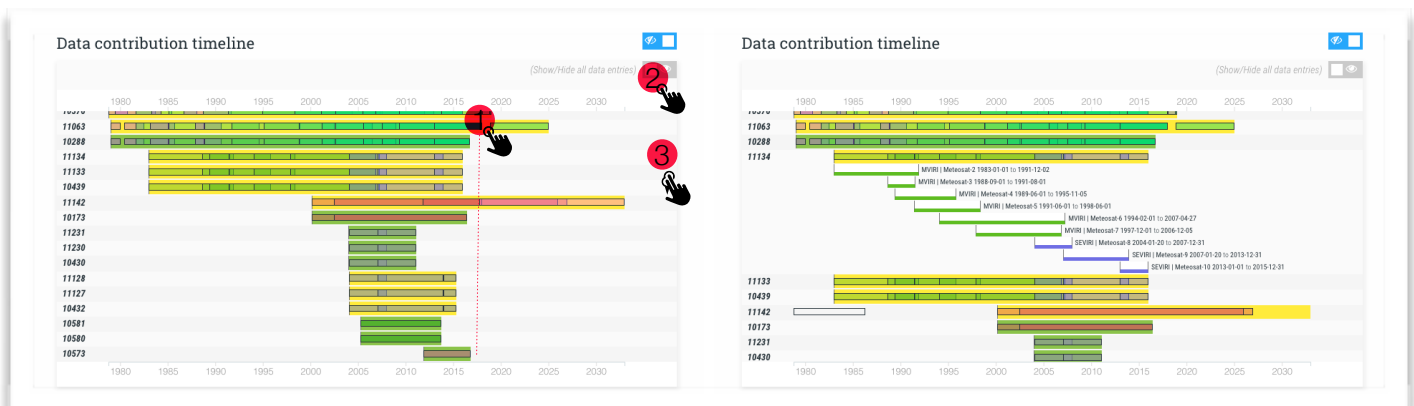 Data contribution timeline
(Show/Hide all data entries)
2
1980 1985 1990 1995 2000 2005 2010 2015 2020 2025 2030
1
11063
10288
3
11134
11133
10439
11142
10173
11231
11230
10430
11128
11127
10432
10581
10580
10573
1980 1985 1990 1995 2000 2005 2010 2015 2020 2025 2030
Data contribution timeline
(Show/Hide all data entries)
1980 1985 1990 1995 2000 2005 2010 2015 2020 2025 2030
11063
10288
11134
MVIRI | Meteosat-2 1983-01-01 to 1991-12-02
MVIRI | Meteosat-3 1988-09-01 to 1991-08-01
MVIRI | Meteosat-4 1989-06-01 to 1995-11-05
MVIRI | Meteosat-5 1991-06-01 to 1998-06-01
MVIRI | Meteosat-6 1994-02-01 to 2007-04-27
MVIRI | Meteosat-7 1997-12-01 to 2006-12-05
SEVIRI | Meteosat-8 2004-01-20 to 2007-12-31
SEVIRI | Meteosat-9 2007-01-20 to 2013-12-31
SEVIRI | Meteosat-10 2013-01-01 to 2015-12-31
11133
10439
11142
10173
11231
10430
1980 1985 1990 1995 2000 2005 2010 2015 2020 2025 2030